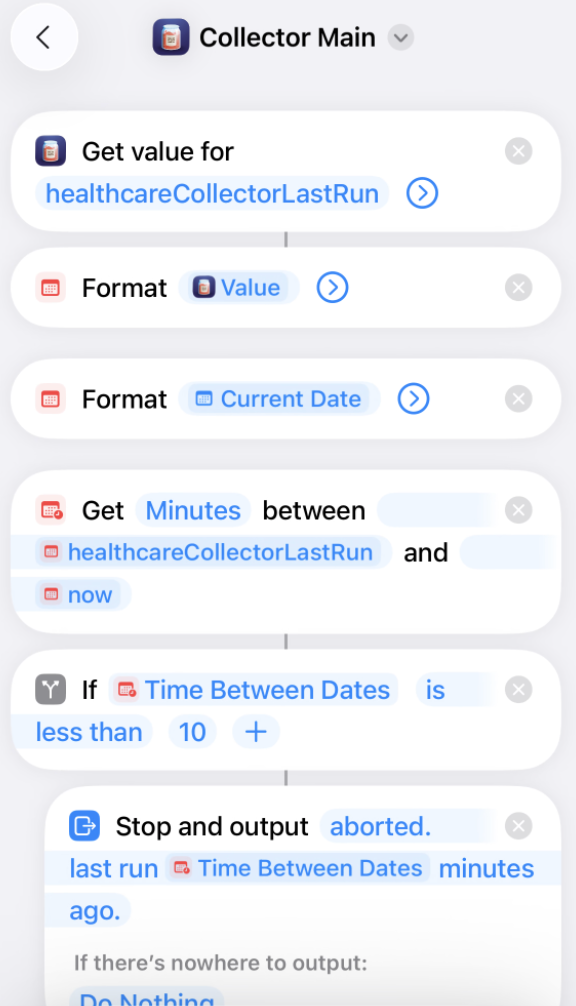 Collector Main
Get value for
healthcareCollectorLastRun
Format Value
Format Current Date
Get Minutes between
healthcareCollectorLastRun and
now
If Time Between Dates is
less than 10 +
Stop and output aborted.
last run Time Between Dates minutes
ago.
If there's nowhere to output:
Do Nothing